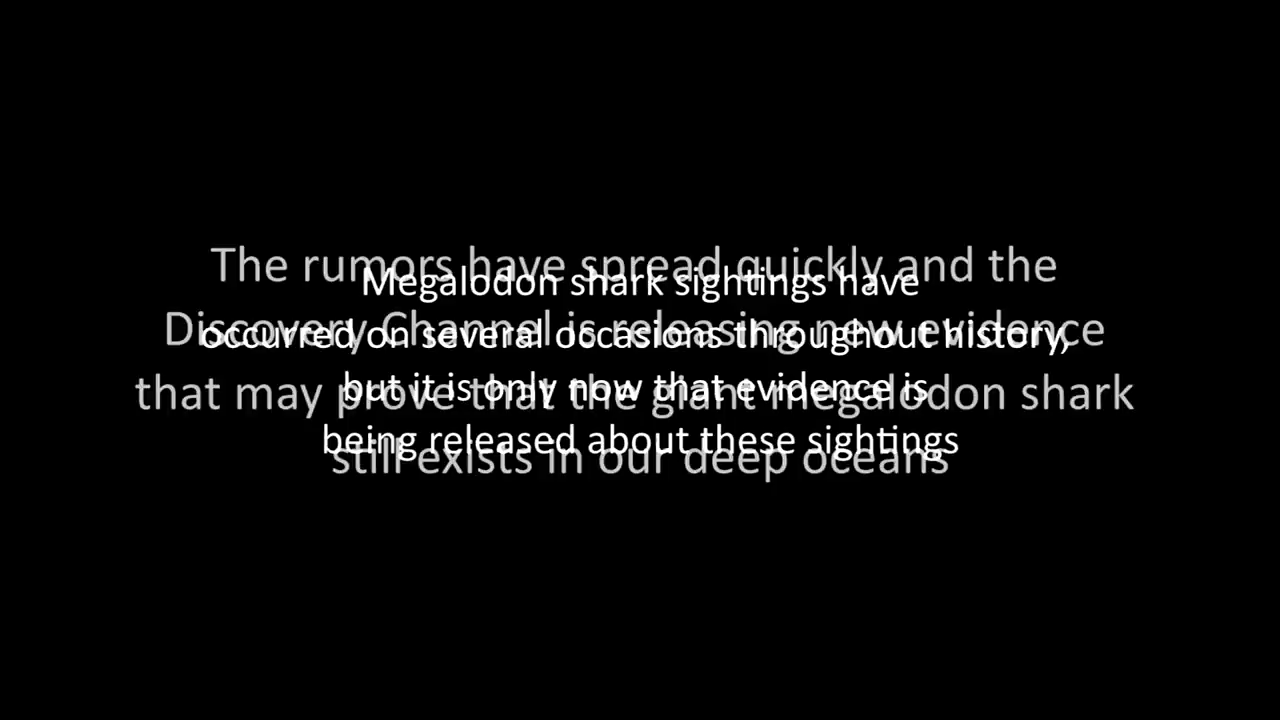 The rumors have spread quickly and the
Discovery Channel is releasing new evidence
that may prove that the giant megalodon shark
still exists in our deep oceans
Megalodon shark sightings have
occurred on several occasions throughout history,
but it is only now that evidence is
being released about these sightings